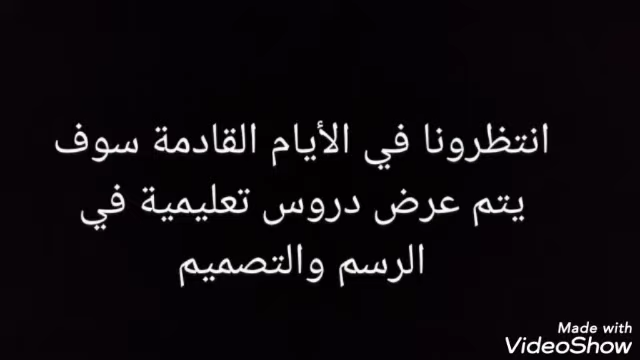 انتظرونا في الأيام القادمة سوف
يتم عرض دروس تعليمية في
الرسم والتصميم
Made with
VideoShow